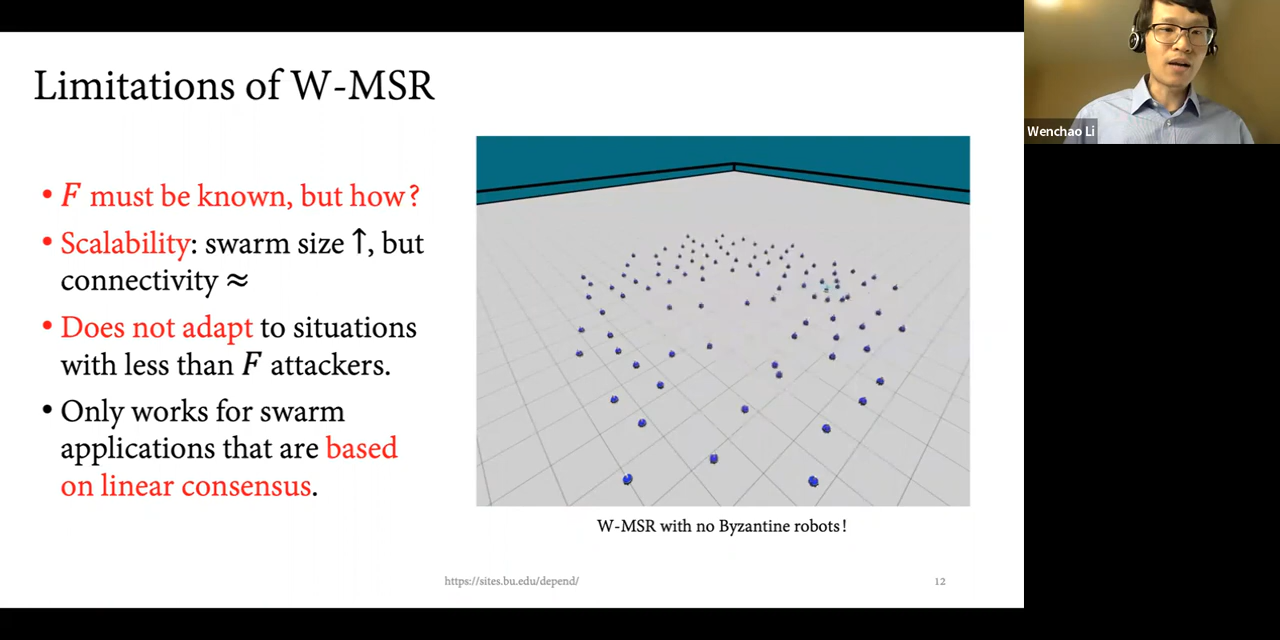 Limitations of W-MSR
Wenchao Li
• F must be known, but how?
• Scalability: swarm size ↑, but
connectivity ≈
• Does not adapt to situations
with less than F attackers.
• Only works for swarm
applications that are based
on linear consensus.
W-MSR with no Byzantine robots!
https://sites.bu.edu/depend/
12